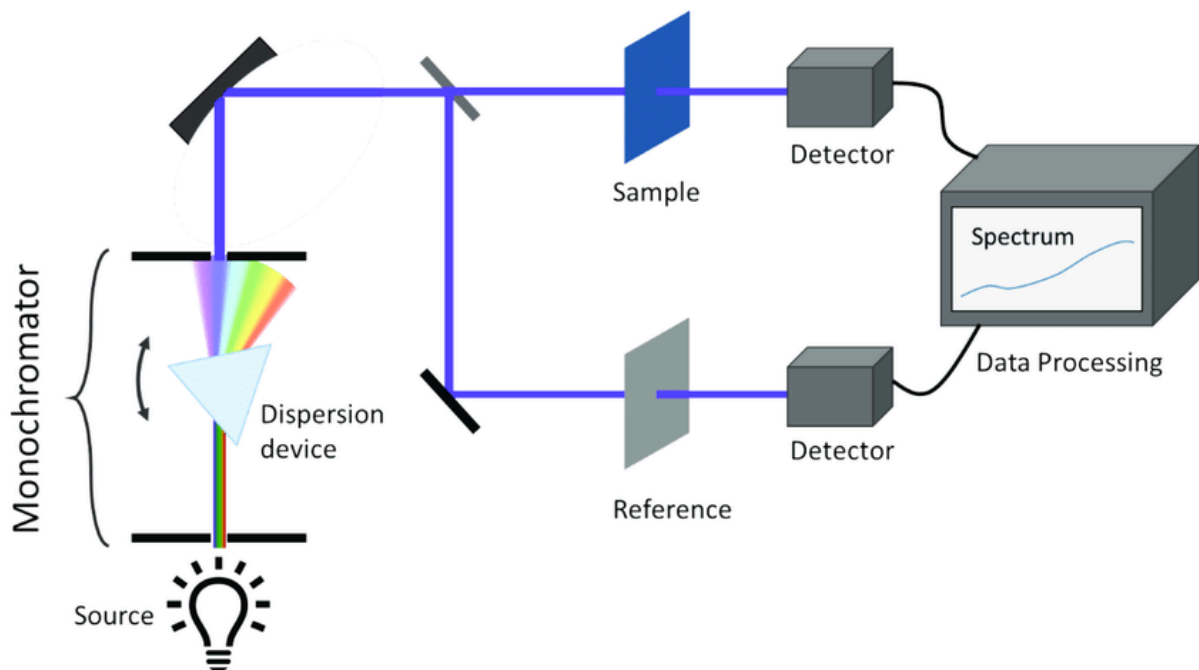 Sample
Detector
Spectrum
Data Processing
Monochromator
Dispersion
device
Detector
Reference
Source